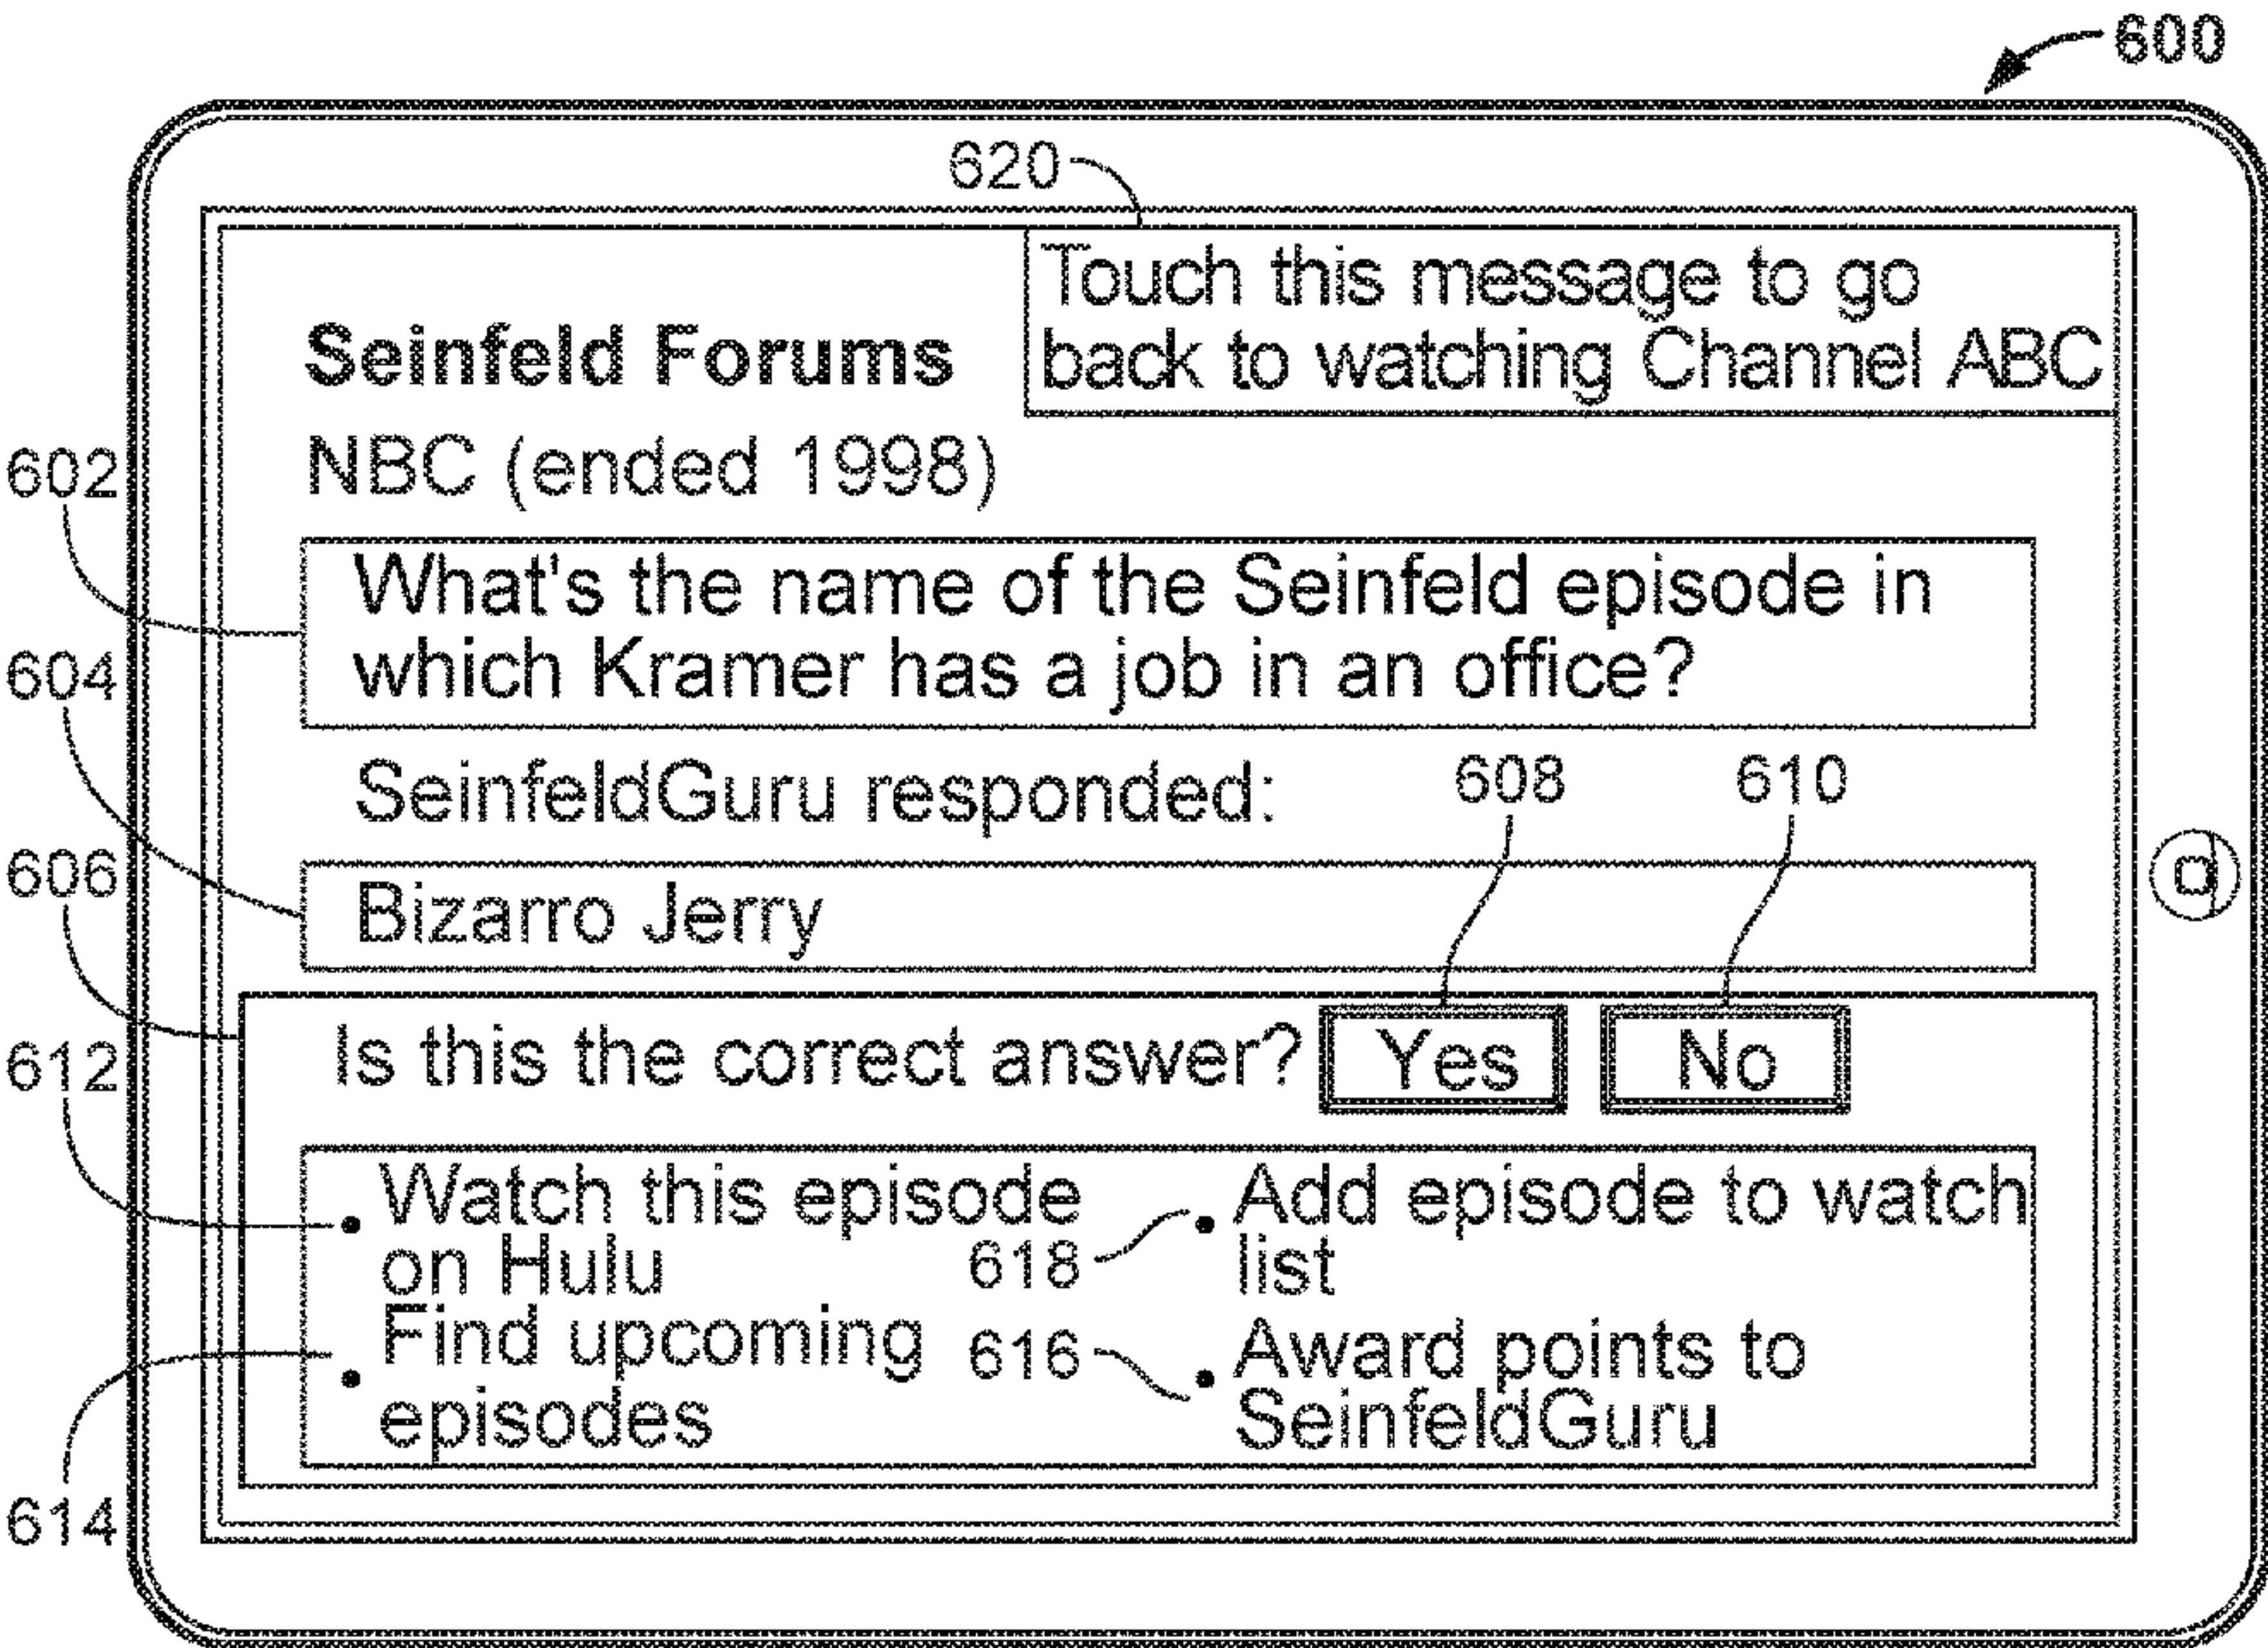 600
620
Touch this message to go
back to watching Channel ABC
Seinfeld Forums
NBC (ended 1998)
602
What's the name of the Seinfeld episode in
which Kramer has a job in an office?
604
SeinfeldGuru responded:
608
610
606
Bizarro Jerry
Is this the correct answer?
Yes
No
612
• Watch this episode
on Hulu
618
• Add episode to watch
list
• Find upcoming
episodes
616
• Award points to
SeinfeldGuru
614